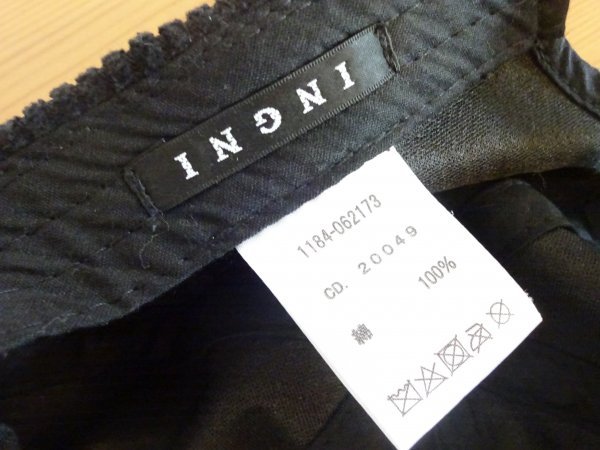 INGNI
1184-062173
CD. 20049
綿 100%